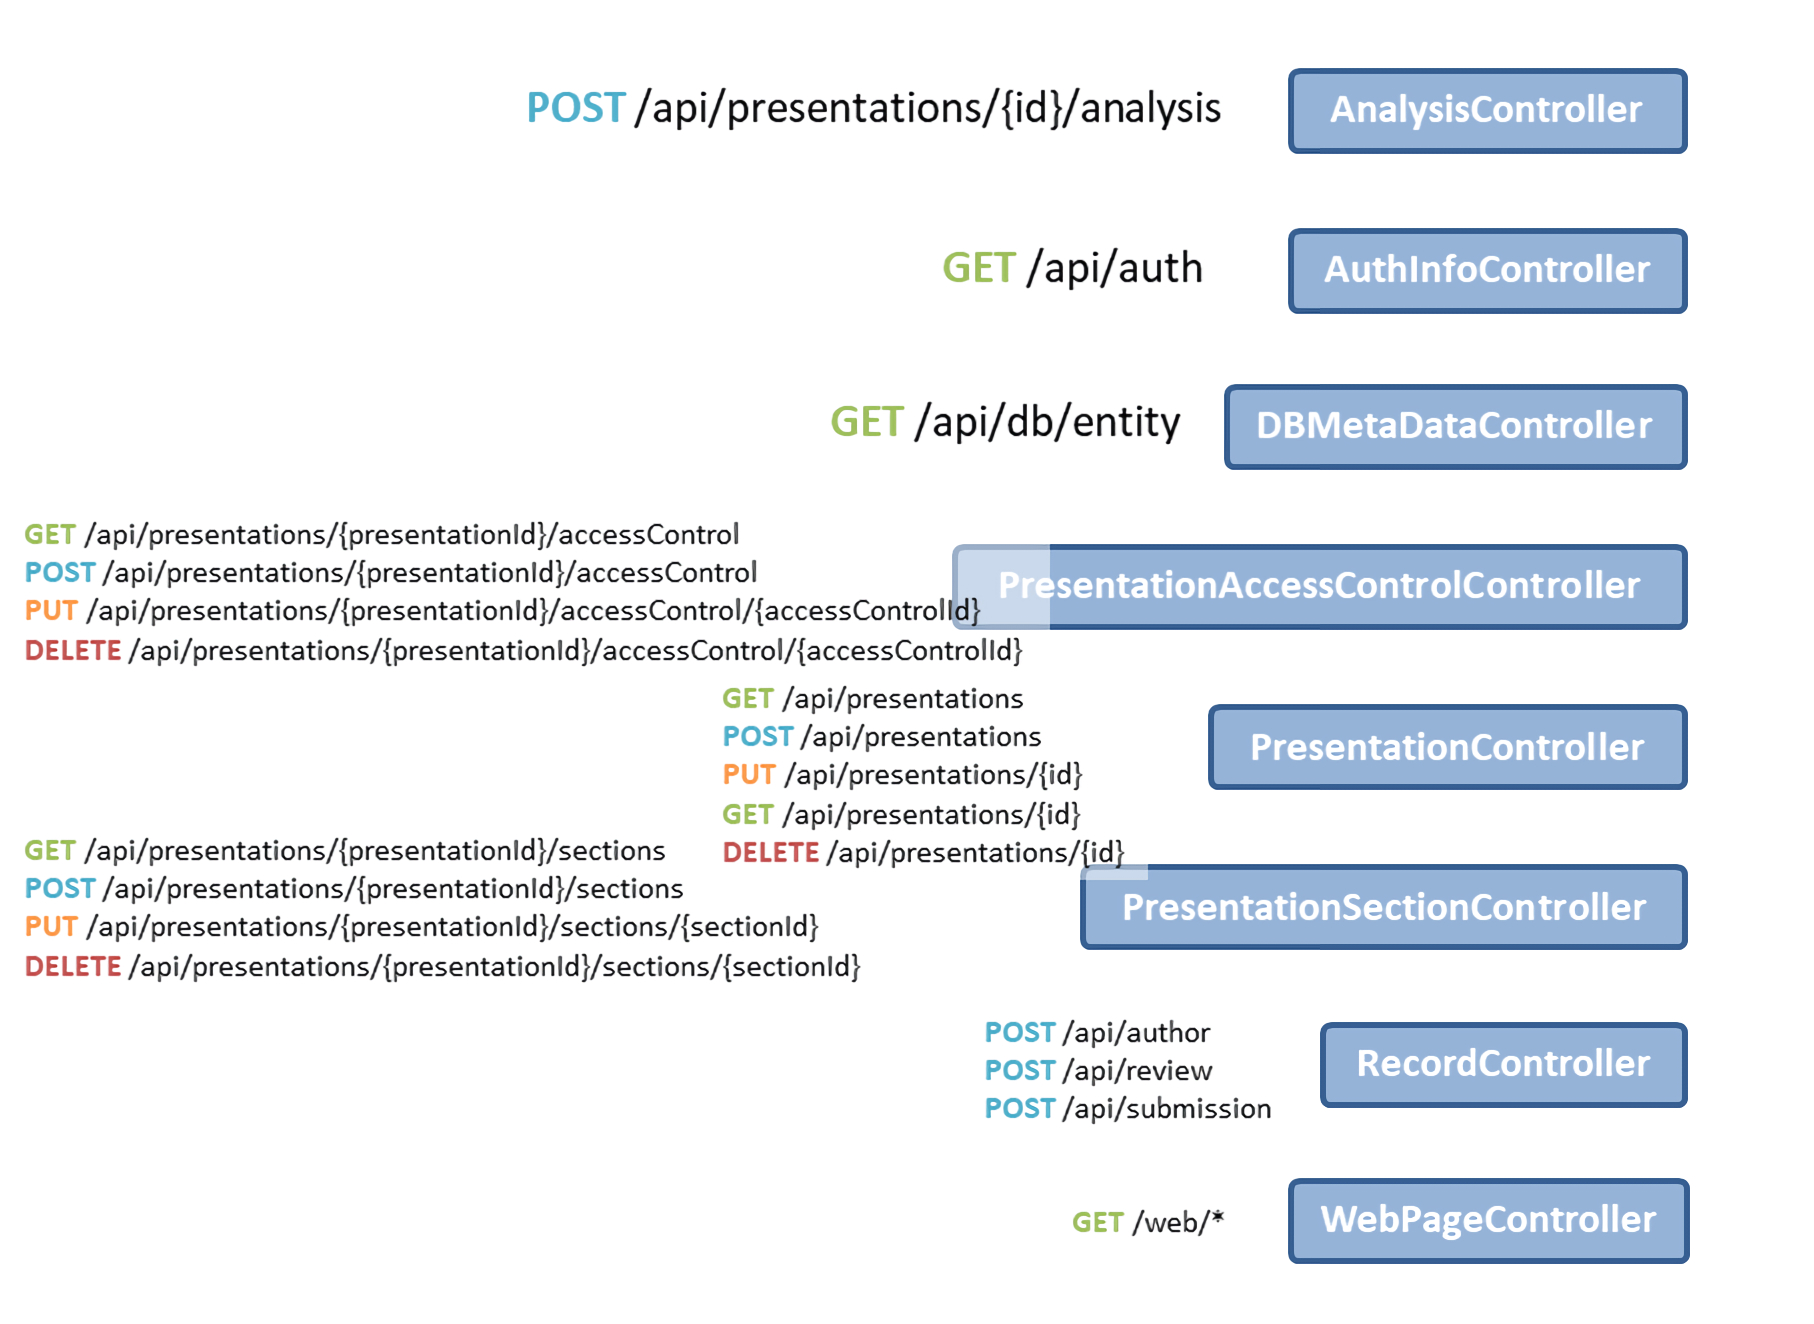 POST /api/presentations/{id}/analysis
AnalysisController
GET /api/auth
AuthInfoController
GET /api/db/entity
DBMetaDataController
GET /api/presentations/{presentationId}/accessControl
POST /api/presentations/{presentationId}/accessControl
PUT /api/presentations/{presentationId}/accessControl/{accessControlId}
DELETE /api/presentations/{presentationId}/accessControl/{accessControlId}
PresentationAccessControlController
GET /api/presentations
POST /api/presentations
PUT /api/presentations/{id}
GET /api/presentations/{id}
DELETE /api/presentations/{id}
PresentationController
GET /api/presentations/{presentationId}/sections
POST /api/presentations/{presentationId}/sections
PUT /api/presentations/{presentationId}/sections/{sectionId}
DELETE /api/presentations/{presentationId}/sections/{sectionId}
PresentationSectionController
POST /api/author
POST /api/review
POST /api/submission
RecordController
GET /web/*
WebPageController